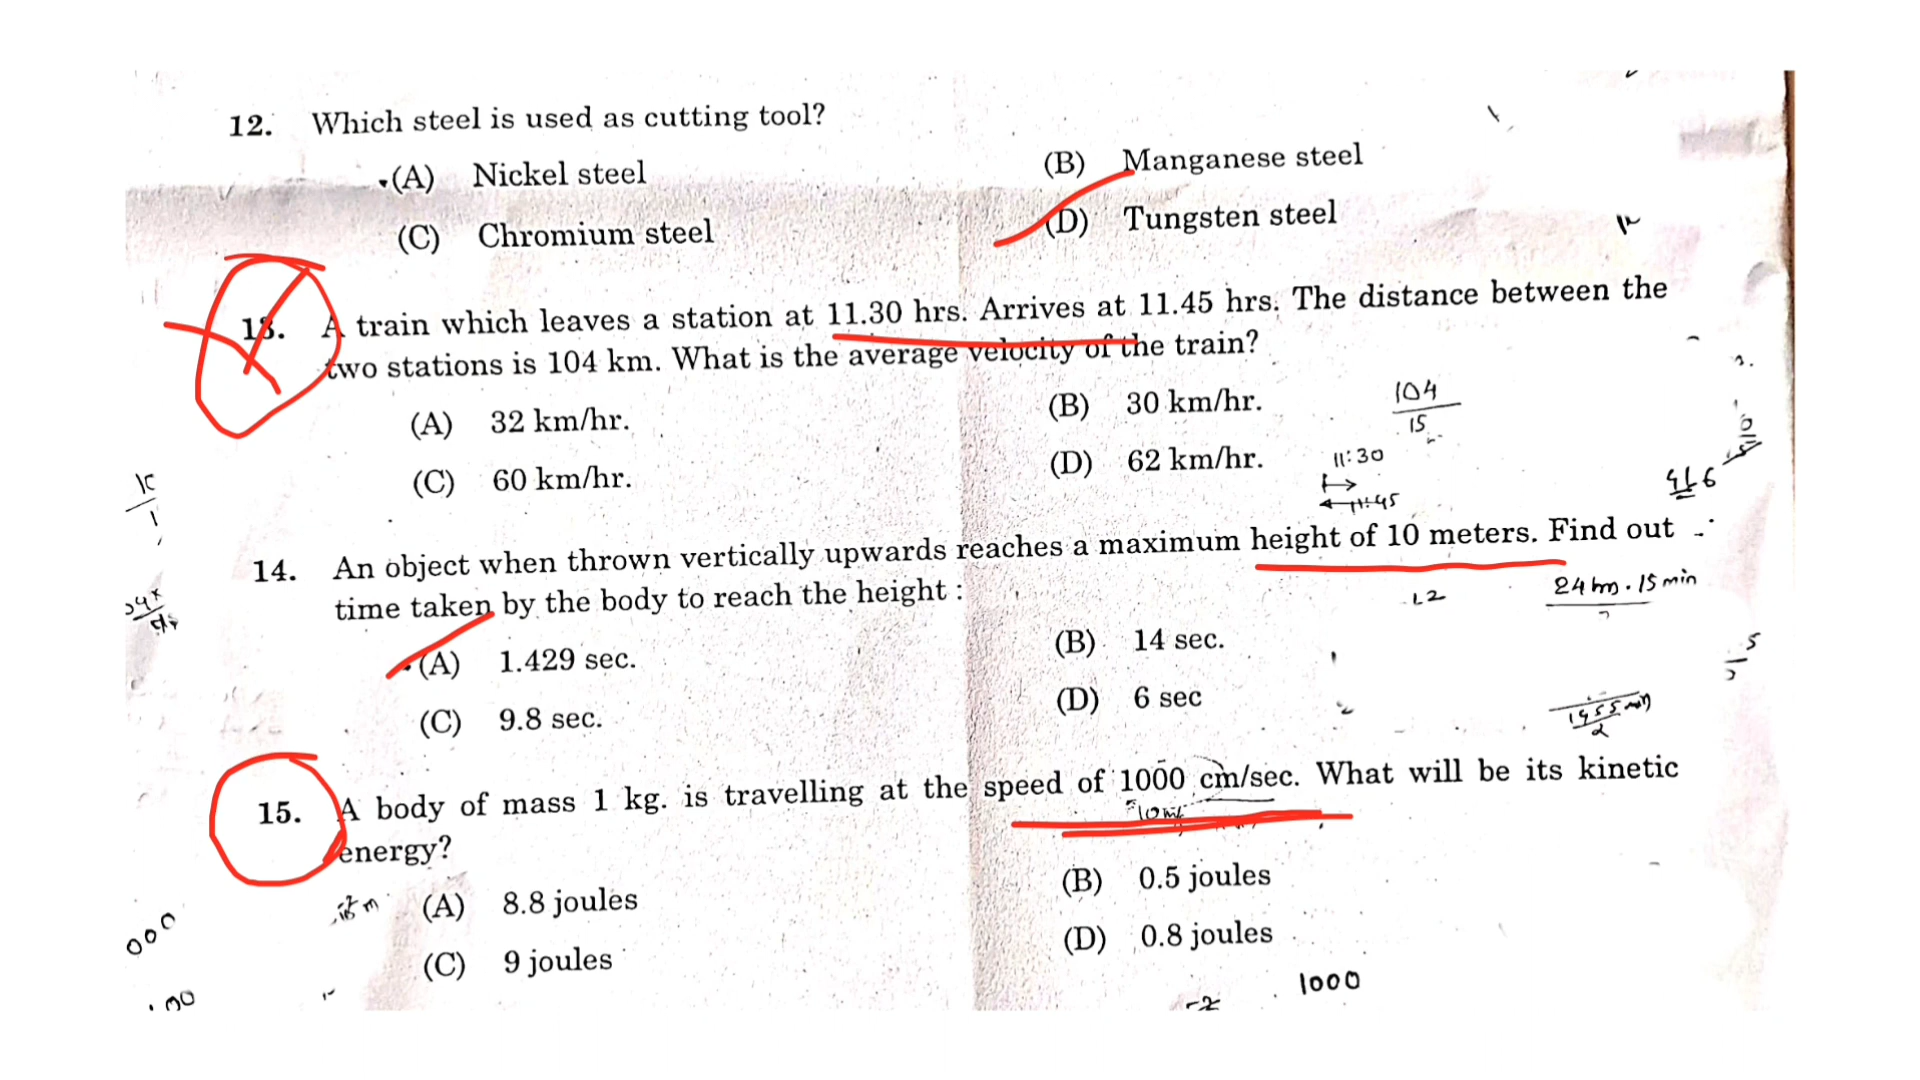 12. Which steel is used as cutting tool?
(A) Nickel steel (B) Manganese steel
(C) Chromium steel (D) Tungsten steel
13. A train which leaves a station at 11.30 hrs. Arrives at 11.45 hrs. The distance between the
two stations is 104 km. What is the average velocity of the train?
(A) 32 km/hr. (B) 30 km/hr.
104
15
(C) 60 km/hr. (D) 62 km/hr.
11:30
11:45
14. An object when thrown vertically upwards reaches a maximum height of 10 meters. Find out
time taken by the body to reach the height :
12
15 min
(A) 1.429 sec. (B) 14 sec.
(C) 9.8 sec. (D) 6 sec
15. A body of mass 1 kg. is travelling at the speed of 1000 cm/sec. What will be its kinetic
energy?
(A) 8.8 joules (B) 0.5 joules
(C) 9 joules (D) 0.8 joules
000
1000